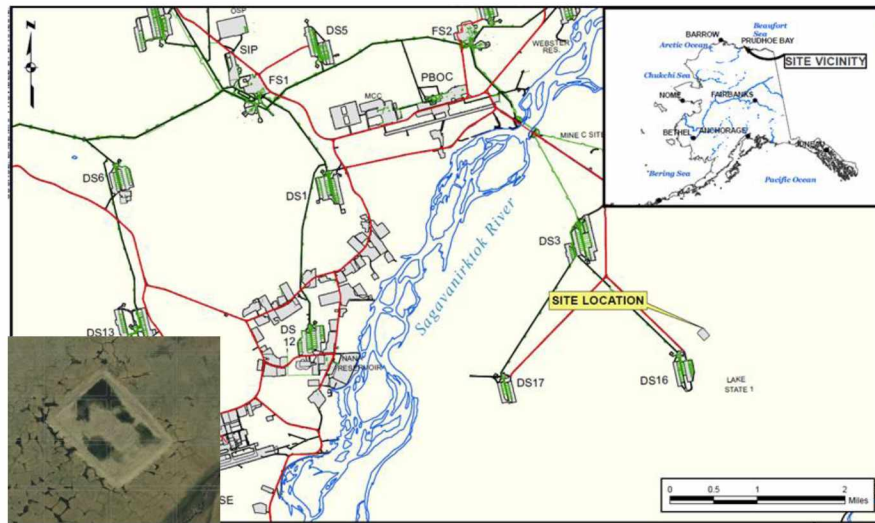 OSP
SIP
DS5
FS2
FS1
WEBSTER
RES.
PBOC
MCC
MINE C SITE
DS6
DS1
DS3
Sagavanirktok River
SITE LOCATION
DS13
DS
12
RESERVOIR
DS17
DS16
LAKE
STATE 1
0 0.5 1 2
Miles
BARROW
Beaufort
Sea
Arctic Ocean
PRUDHOE BAY
SITE VICINITY
Chukchi Sea
NOME
FAIRBANKS
BETHEL
ANCHORAGE
JUNEAU
Bering Sea
Pacific Ocean